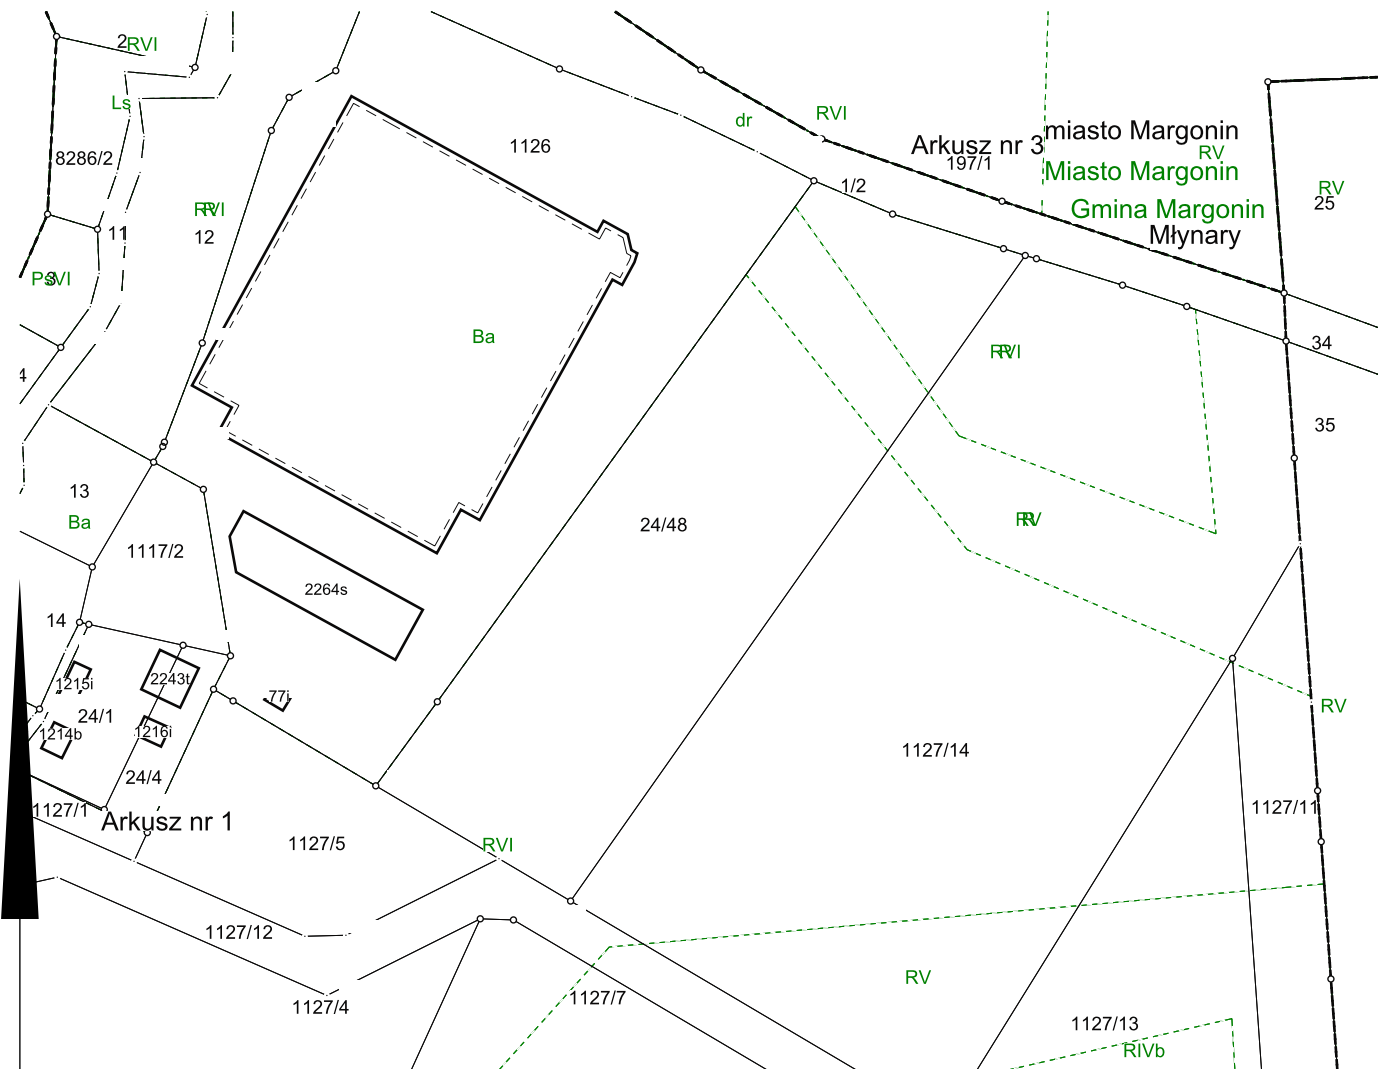 2
RVI
Ls
8286/2
dr
RVI
1126
miasto Margonin
Arkusz nr 3
197/1
RV
Miasto Margonin
1/2
RV
25
Gmina Margonin
Młynary
11
12
PsVI
3
Ba
34
4
35
13
Ba
24/48
1117/2
2264s
14
1215i
2243t
77i
24/1
1214b
1216i
RV
1127/14
24/4
1127/1
1127/11
Arkusz nr 1
1127/5
RVI
1127/12
RV
1127/7
1127/4
1127/13
RIVb